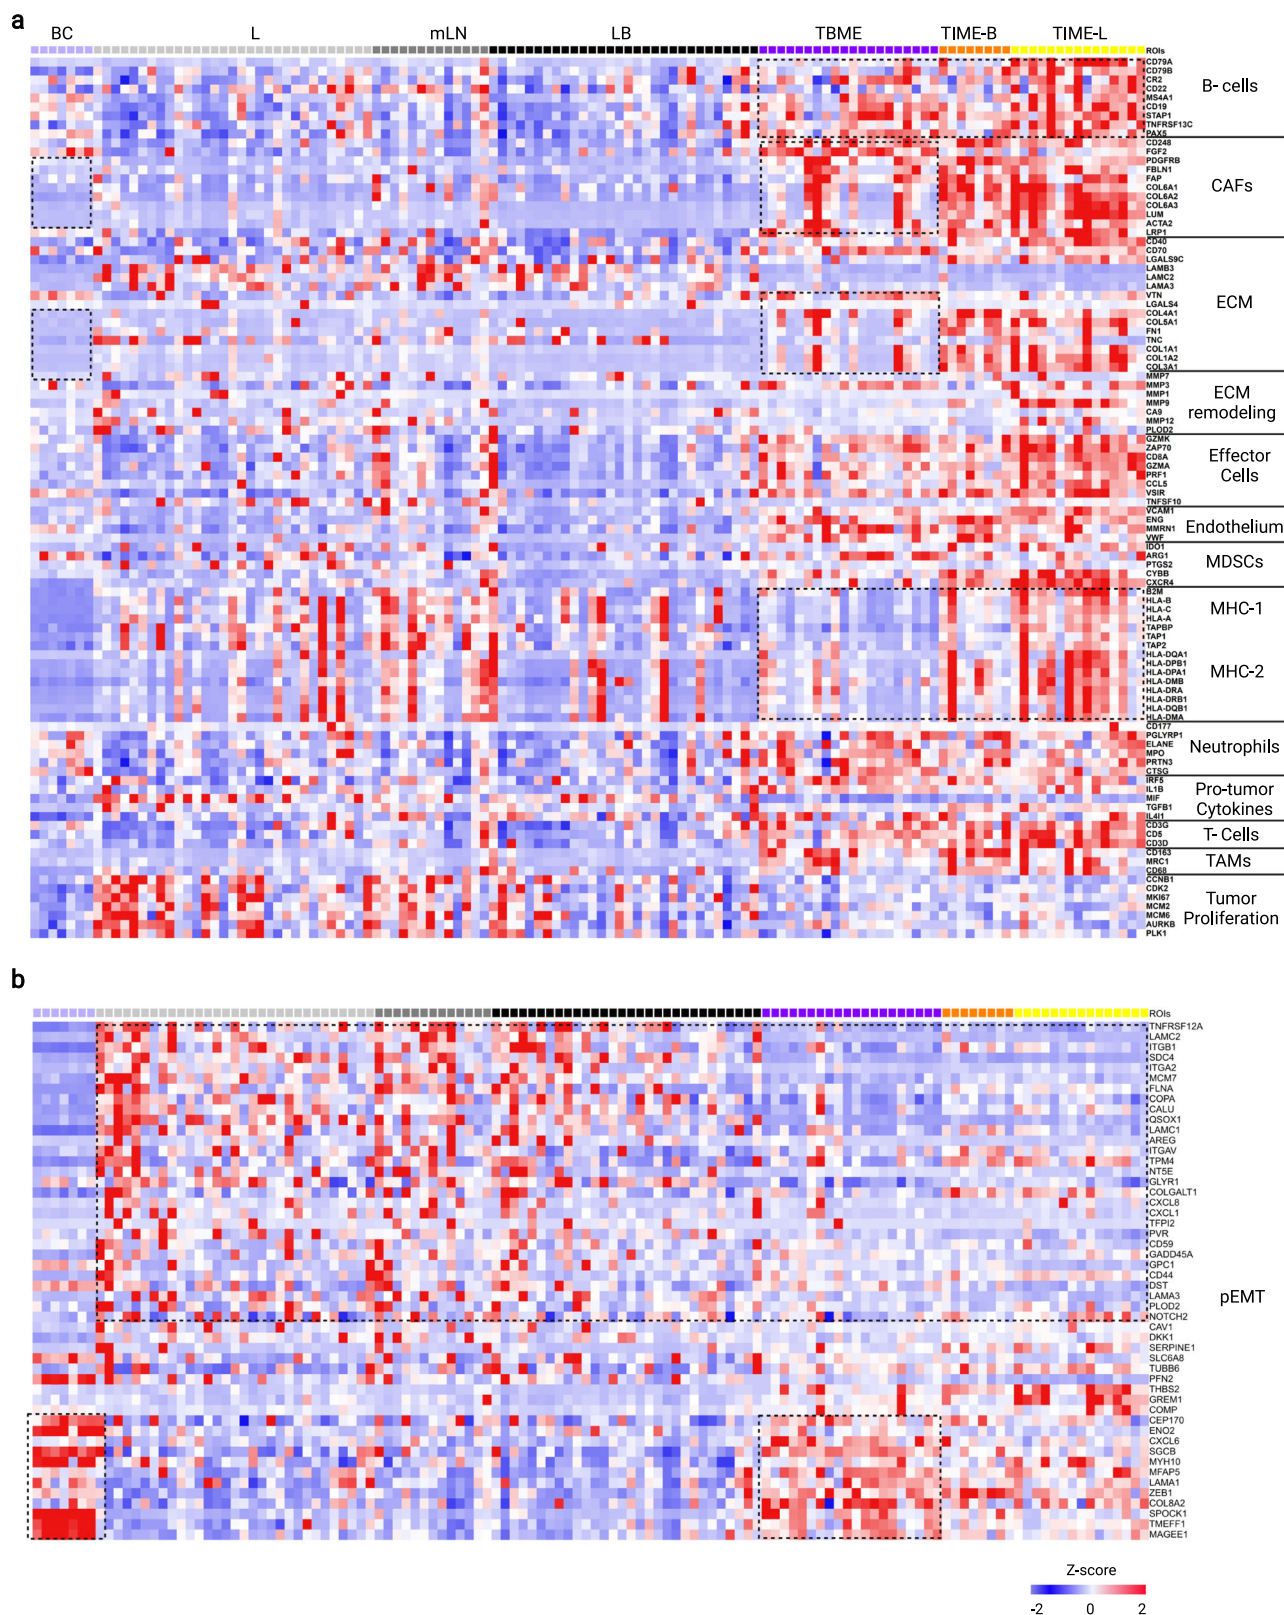 a
BC L mLN LB TBME TIME-B TIME-L
ROIs
CD79A
CD79B
CR2
CD22
MS4A1
CD19
STAP1
TNFRSF13C
PAX5
B- cells
CD248
FGF2
PDGFRB
FBLN1
FAP
COL6A1
COL6A2
COL6A3
LUM
ACTA2
LRP1
CAFs
CD40
CD70
LGALS9C
LAMB3
LAMC2
LAMA3
VTN
LGALS4
COL4A1
COL5A1
FN1
TNC
COL1A1
COL1A2
COL3A1
ECM
MMP7
MMP3
MMP1
MMP9
CA9
MMP12
PLOD2
ECM
remodeling
GZMK
ZAP70
CD8A
GZMA
PRF1
CCL5
VSIR
TNFSF10
Effector
Cells
VCAM1
ENG
MMRN1
VWF
Endothelium
IDO1
ARG1
PTGS2
CYBB
CXCR4
MDSCs
B2M
HLA-B
HLA-C
HLA-A
TAPBP
TAP1
TAP2
MHC-1
HLA-DQA1
HLA-DPB1
HLA-DPA1
HLA-DMB
HLA-DRA
HLA-DRB1
HLA-DQB1
HLA-DMA
MHC-2
CD177
PGLYRP1
ELANE
MPO
PRTN3
CTSG
Neutrophils
IRF5
IL1B
MIF
TGFB1
IL4I1
Pro-tumor
Cytokines
CD3G
CD5
CD3D
T- Cells
CD163
MRC1
CD68
TAMs
CCNB1
CDK2
MKI67
MCM2
MCM6
AURKB
PLK1
Tumor
Proliferation
b
ROIs
TNFRSF12A
LAMC2
ITGB1
SDC4
ITGA2
MCM7
FLNA
COPA
CALU
QSOX1
LAMC1
AREG
ITGAV
TPM4
NT5E
GLYR1
COLGALT1
CXCL8
CXCL1
TFPI2
PVR
CD59
GADD45A
GPC1
CD44
DST
LAMA3
PLOD2
NOTCH2
CAV1
DKK1
SERPINE1
SLC6A8
TUBB6
PFN2
THBS2
GREM1
COMP
CEP170
ENO2
CXCL6
SGCB
MYH10
MFAP5
LAMA1
ZEB1
COL8A2
SPOCK1
TMEFF1
MAGEE1
pEMT
Z-score
-2 0 2